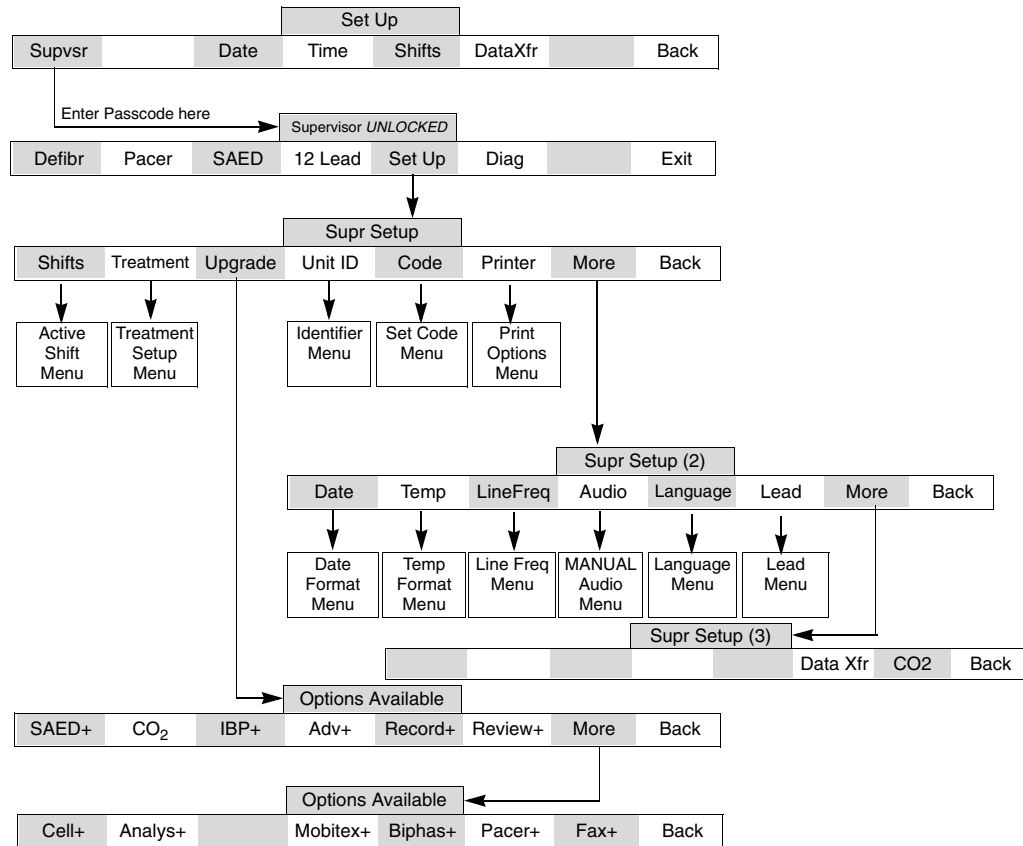 Set Up
Supvsr Date Time Shifts DataXfr Back
Enter Passcode here
Supervisor UNLOCKED
Defibr Pacer SAED 12 Lead Set Up Diag Exit
Supr Setup
Shifts Treatment Upgrade Unit ID Code Printer More Back
Active
Shift
Menu
Treatment
Setup
Menu
Identifier
Menu
Set Code
Menu
Print
Options
Menu
Supr Setup (2)
Date Temp LineFreq Audio Language Lead More Back
Date
Format
Menu
Temp
Format
Menu
Line Freq
Menu
MANUAL
Audio
Menu
Language
Menu
Lead
Menu
Supr Setup (3)
Data Xfr CO2 Back
Options Available
SAED+ CO2 IBP+ Adv+ Record+ Review+ More Back
Options Available
Cell+ Analys+ Mobitex+ Biphas+ Pacer+ Fax+ Back